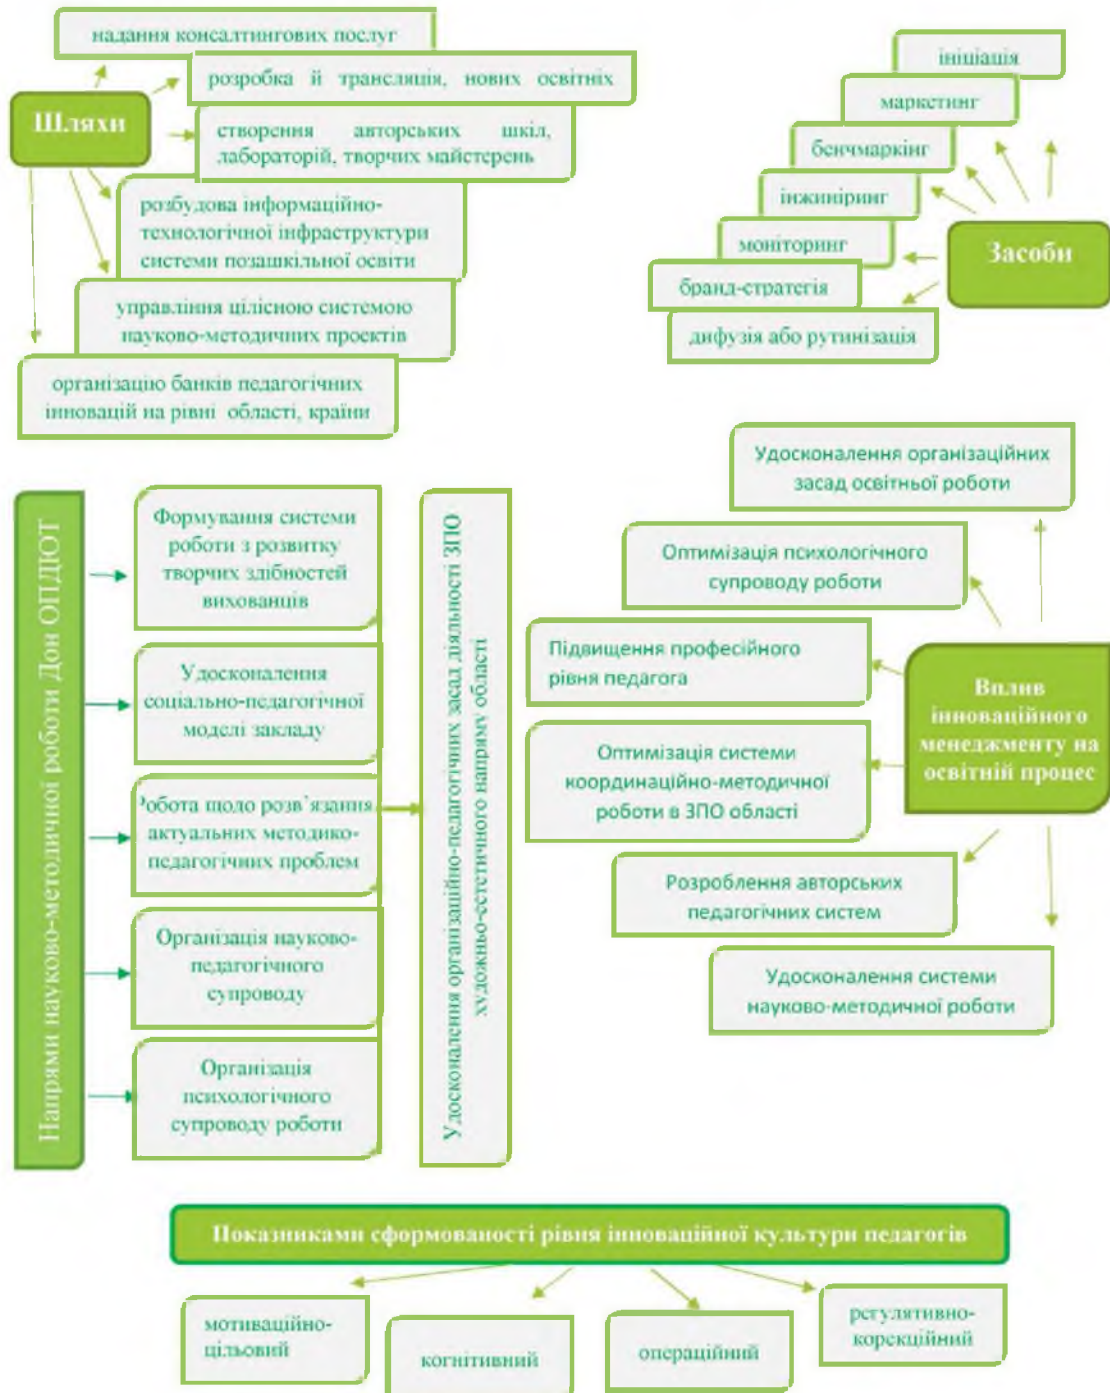 надання консалтингових послуг
розробка й трансляція, нових освітніх
Шляхи
створення авторських шкіл,
лабораторій, творчих майстерень
розбудова інформаційно-
технологічної інфраструктури
системи позашкільної освіти
управління цілісною системою
науково-методичних проектів
організацію банків педагогічних
інновацій на рівні області, країни
ініціація
маркетинг
бенчмаркінг
інжиніринг
моніторинг
бранд-стратегія
дифузія або рутинізація
Засоби
Напрями науково-методичної роботи Дон ОПДЮТ
Формування системи
роботи з розвитку
творчих здібностей
вихованців
Удосконалення
соціально-педагогічної
моделі закладу
обота щодо розв`язання
актуальних методико-
педагогічних проблем
Організація науково-
педагогічного
супроводу
Організація
психологічного
супроводу роботи
Удосконалення організаційно-педагогічних засад діяльності ЗПО
художньо-естетичного напряму області
Удосконалення організаційних
засад освітньої роботи
Оптимізація психологічного
супроводу роботи
Підвищення професійного
рівня педагога
Оптимізація системи
координаційно-методичної
роботи в ЗПО області
Розроблення авторських
педагогічних систем
Удосконалення системи
науково-методичної роботи
Вплив
інноваційного
менеджменту на
освітній процес
Показниками сформованості рівня інноваційної культури педагогів
мотиваційно-
цільовий
когнітивний
операційний
регулятивно-
корекційний